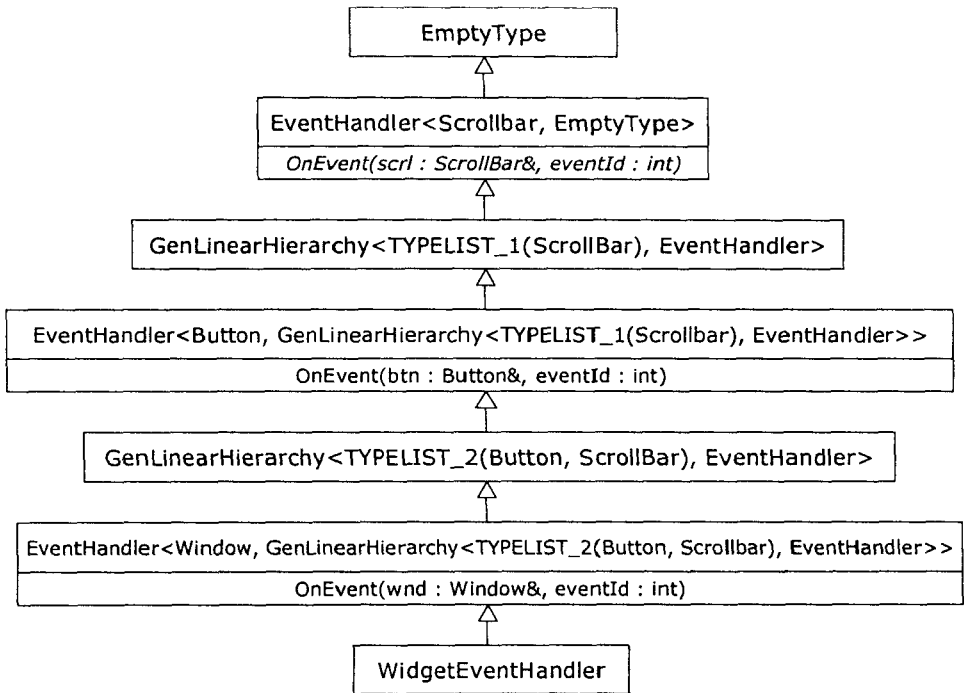 EmptyType
EventHandler<Scrollbar, EmptyType>
OnEvent(scrl : ScrollBar&, eventId : int)
GenLinearHierarchy<TYPELIST_1(ScrollBar), EventHandler>
EventHandler<Button, GenLinearHierarchy<TYPELIST_1(Scrollbar), EventHandler>>
OnEvent(btn : Button&, eventId : int)
GenLinearHierarchy<TYPELIST_2(Button, ScrollBar), EventHandler>
EventHandler<Window, GenLinearHierarchy<TYPELIST_2(Button, Scrollbar), EventHandler>>
OnEvent(wnd : Window&, eventId : int)
WidgetEventHandler